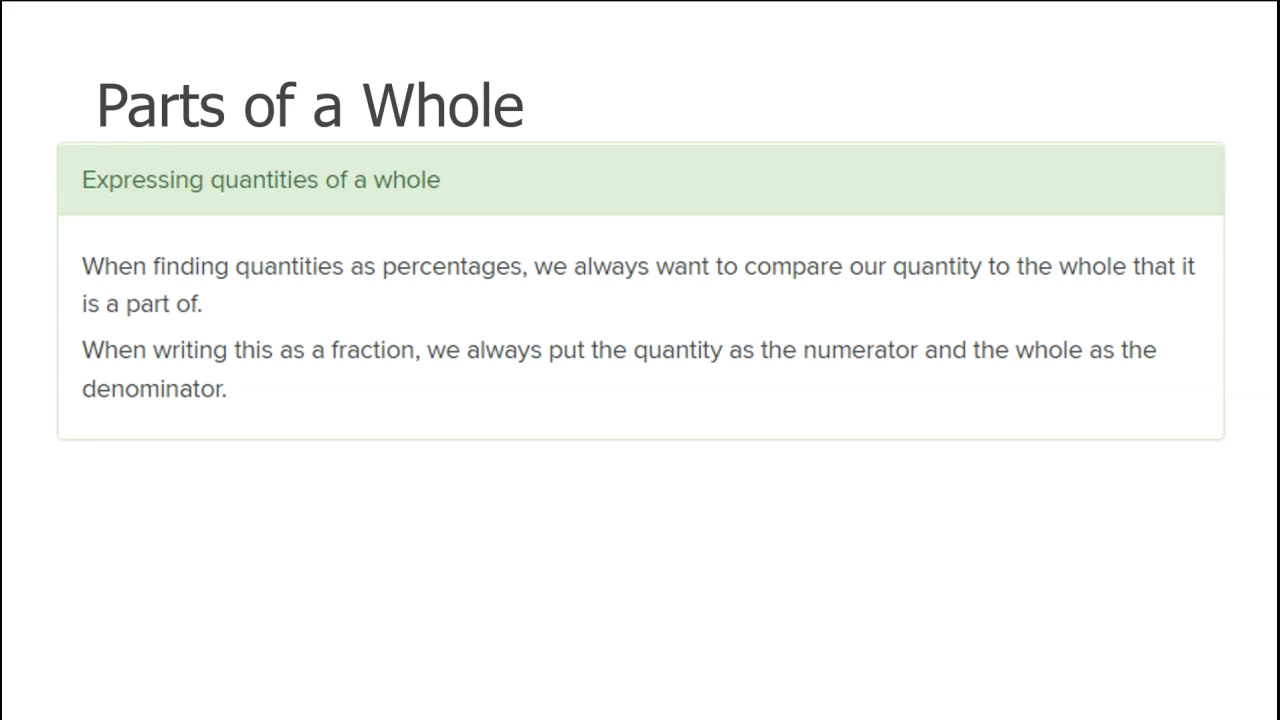 Parts of a Whole
Expressing quantities of a whole
When finding quantities as percentages, we always want to compare our quantity to the whole that it
is a part of.
When writing this as a fraction, we always put the quantity as the numerator and the whole as the
denominator.